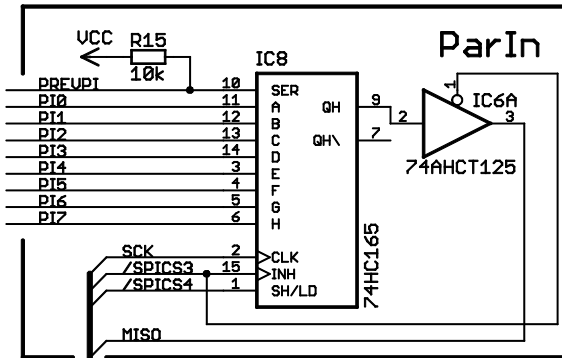 VCC R15 ParIn
10k
IC8
1 IC6A
PREVPI 10 SER
PI0 11 A QH 9
PI1 12 B 2 3
PI2 13 C QH\ 7
PI3 14 D
PI4 3 E 74AHCT125
PI5 4 F
PI6 5 G
PI7 6 H
SCK 2 CLK
/SPICS3 15 INH
/SPICS4 1 SH/LD
74HC165
MISO